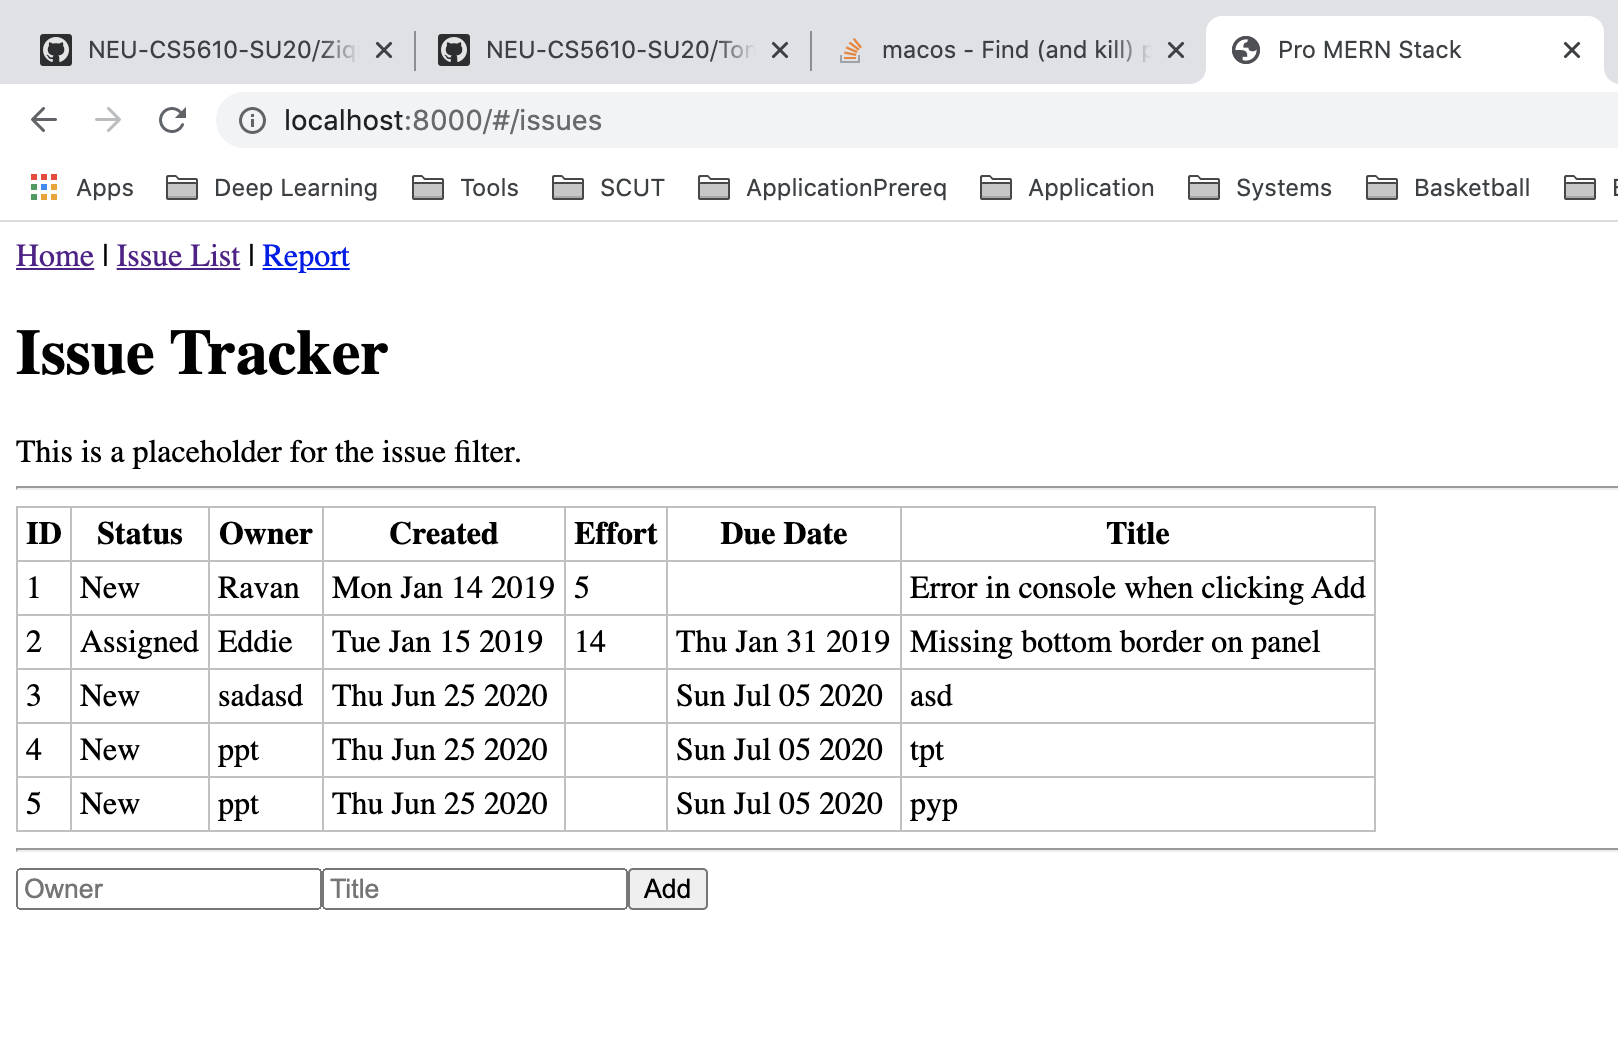 NEU-CS5610-SU20/Ziq NEU-CS5610-SU20/Tor macos - Find (and kill) p Pro MERN Stack
localhost:8000/#/issues
Apps Deep Learning Tools SCUT ApplicationPrereq Application Systems Basketball
Home | Issue List | Report
Issue Tracker
This is a placeholder for the issue filter.
ID Status Owner Created Effort Due Date Title
1 New Ravan Mon Jan 14 2019 5 Error in console when clicking Add
2 Assigned Eddie Tue Jan 15 2019 14 Thu Jan 31 2019 Missing bottom border on panel
3 New sadasd Thu Jun 25 2020 Sun Jul 05 2020 asd
4 New ppt Thu Jun 25 2020 Sun Jul 05 2020 tpt
5 New ppt Thu Jun 25 2020 Sun Jul 05 2020 pyp
Owner Title Add